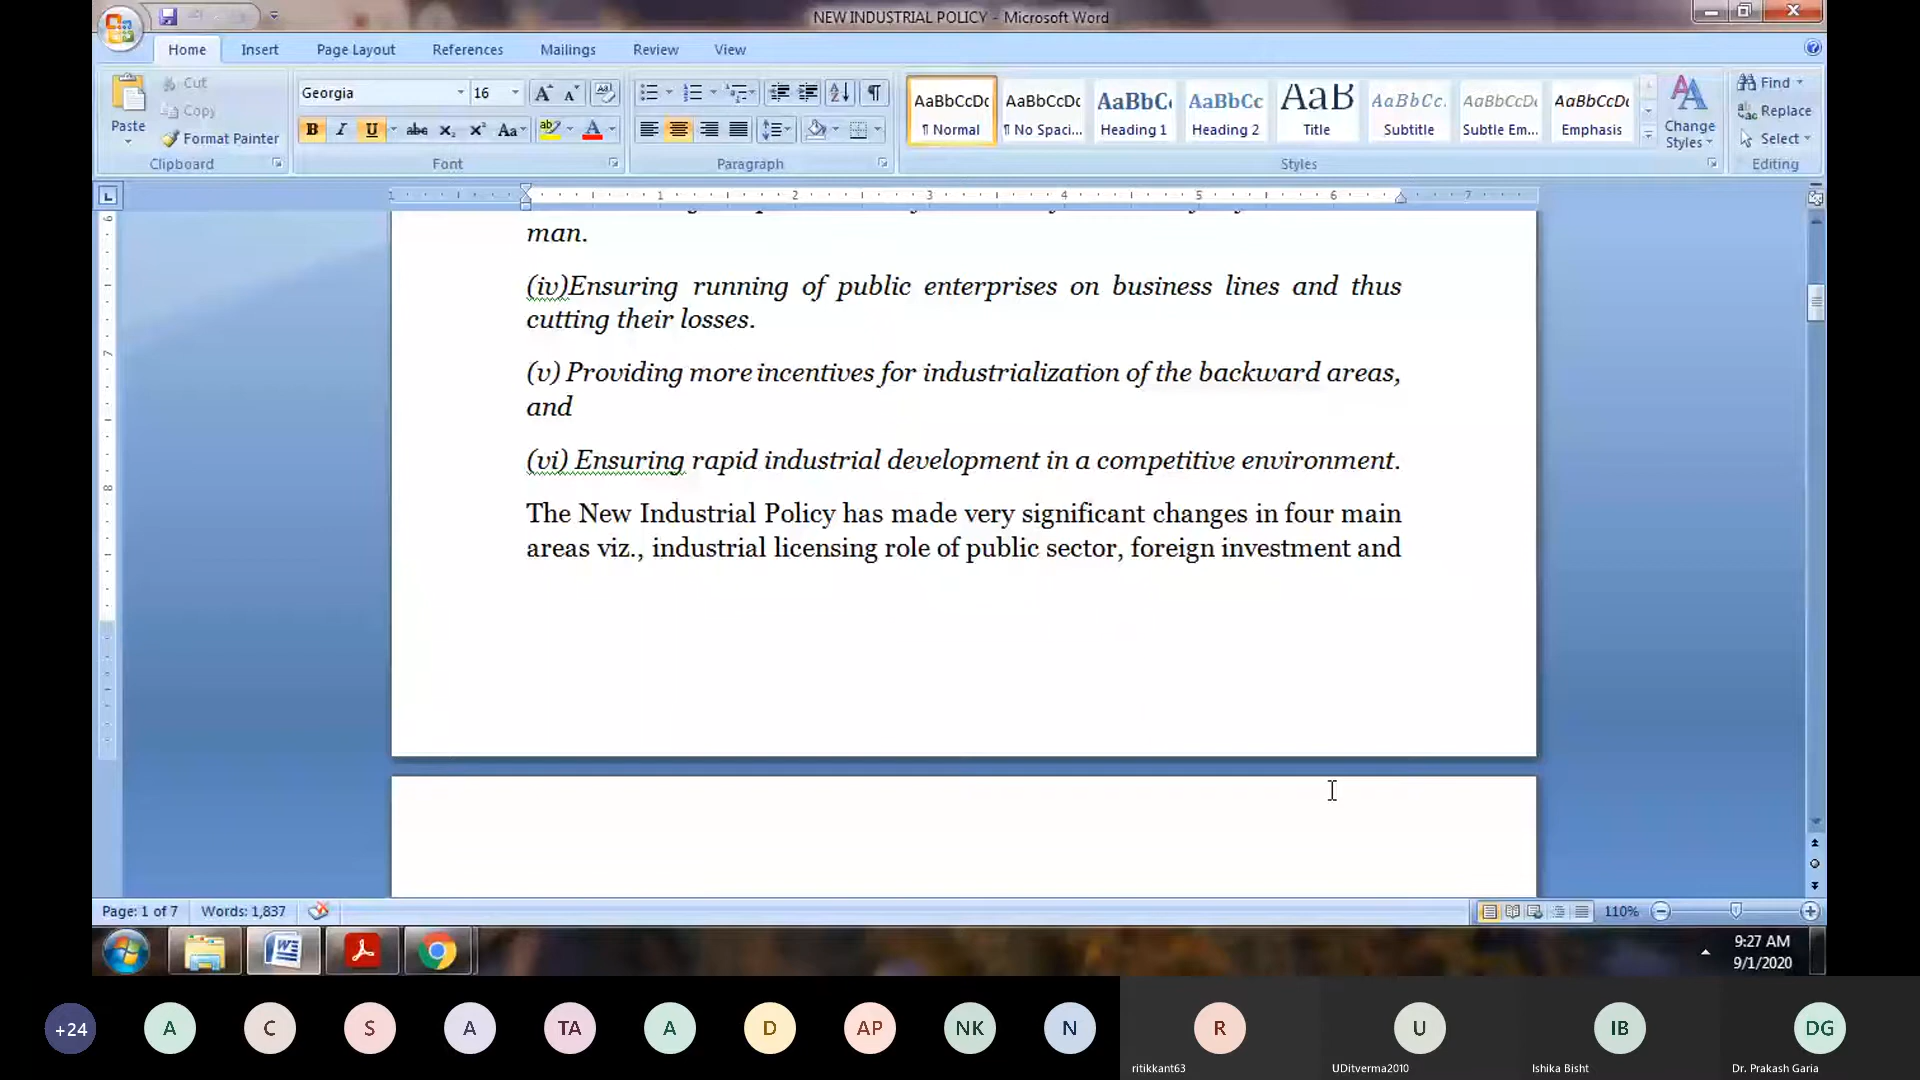 NEW INDUSTRIAL POLICY - Microsoft Word
Home Insert Page Layout References Mailings Review View
Paste
Cut
Copy
Format Painter
Clipboard
Georgia 16
Font
Paragraph
AaBbCcDc AaBbCcDc AaBbC AaBbCc AaB AaBbCc. AaBbCcDc AaBbCcDc
¶ Normal ¶ No Spaci... Heading 1 Heading 2 Title Subtitle Subtle Em... Emphasis
Change
Styles
Styles
Find
Replace
Select
Editing
man.
(iv)Ensuring running of public enterprises on business lines and thus
cutting their losses.
(v) Providing more incentives for industrialization of the backward areas,
and
(vi) Ensuring rapid industrial development in a competitive environment.
The New Industrial Policy has made very significant changes in four main
areas viz., industrial licensing role of public sector, foreign investment and
Page: 1 of 7 Words: 1,837 110%
9:27 AM
9/1/2020
+24 A C S A TA A D AP NK N R U IB DG
ritikkant63 UDitverma2010 Ishika Bisht Dr. Prakash Garia